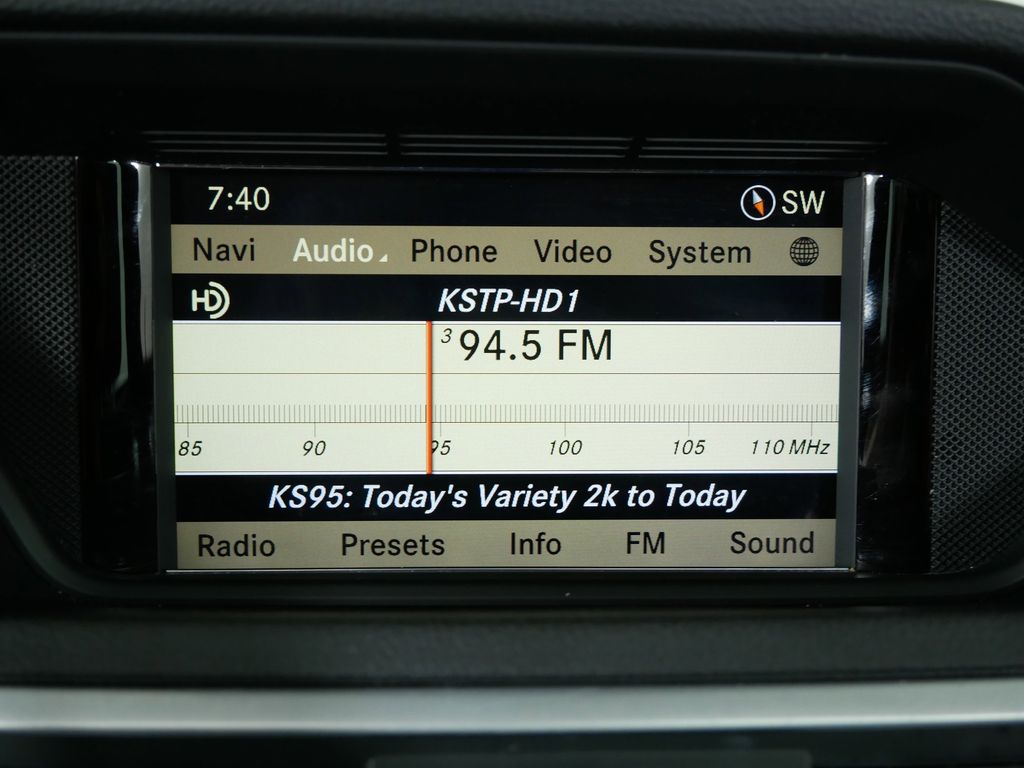 7:40 SW
Navi Audio Phone Video System
HD KSTP-HD1
3 94.5 FM
85 90 95 100 105 110 MHz
KS95: Today's Variety 2k to Today
Radio Presets Info FM Sound